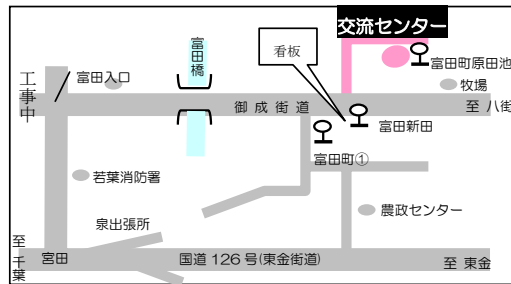 交流センター
看板
富田橋
富田町原田池
富田入口
工事中
牧場
御成街道
至 八街
富田新田
富田町①
若葉消防署
農政センター
泉出張所
至 千葉
宮田
国道 126 号(東金街道)
至 東金